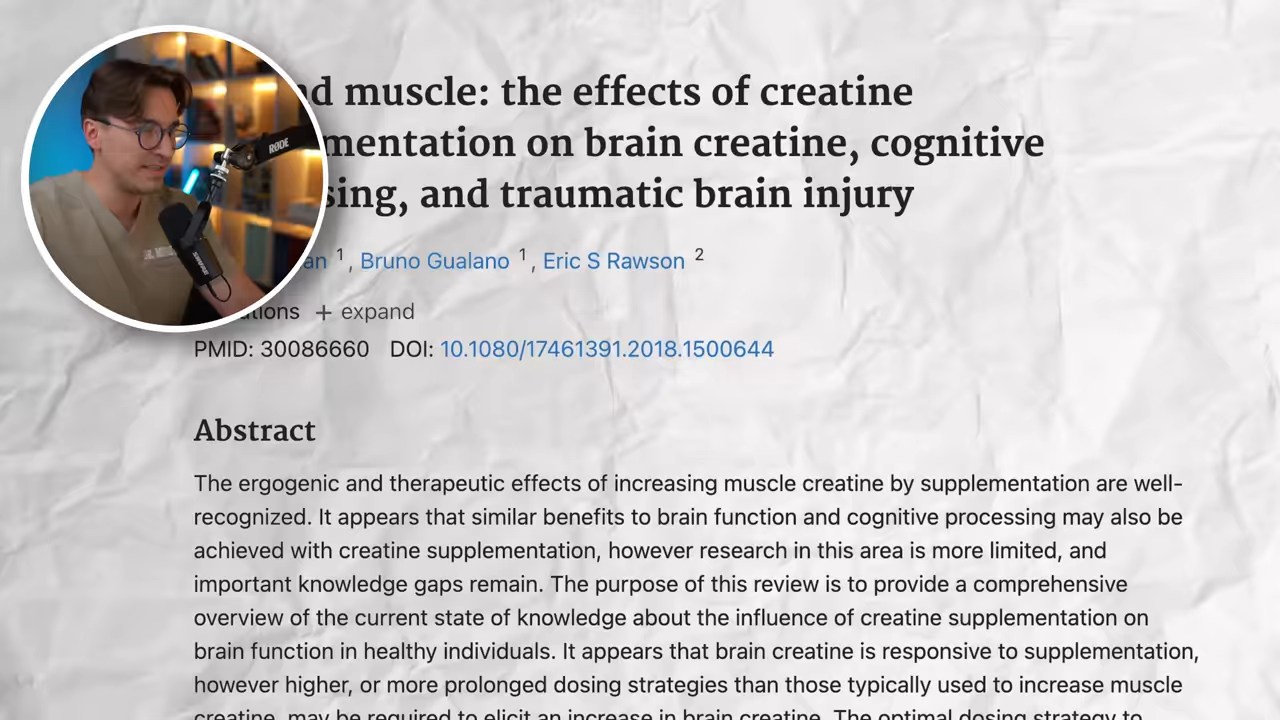 RØDE
nd muscle: the effects of creatine
mentation on brain creatine, cognitive
sing, and traumatic brain injury
an 1, Bruno Gualano 1, Eric S Rawson 2
ations + expand
PMID: 30086660 DOI: 10.1080/17461391.2018.1500644
Abstract
The ergogenic and therapeutic effects of increasing muscle creatine by supplementation are well-
recognized. It appears that similar benefits to brain function and cognitive processing may also be
achieved with creatine supplementation, however research in this area is more limited, and
important knowledge gaps remain. The purpose of this review is to provide a comprehensive
overview of the current state of knowledge about the influence of creatine supplementation on
brain function in healthy individuals. It appears that brain creatine is responsive to supplementation,
however higher, or more prolonged dosing strategies than those typically used to increase muscle
creatine, may be required to elicit an increase in brain creatine. The optimal dosing strategy to